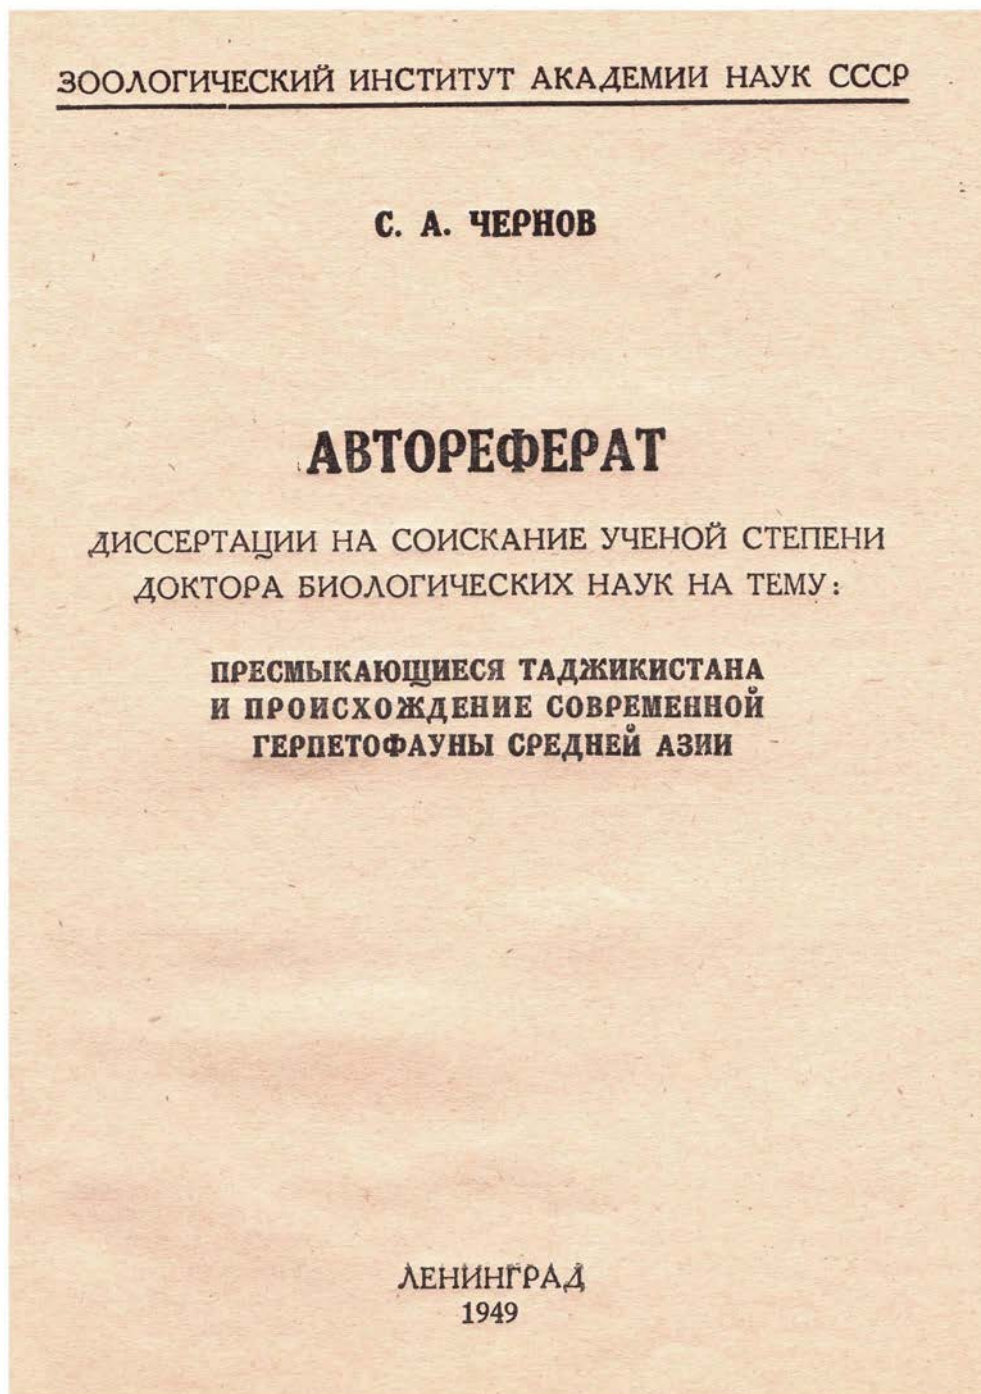 ЗООЛОГИЧЕСКИЙ ИНСТИТУТ АКАДЕМИИ НАУК СССР
С. А. ЧЕРНОВ
АВТОРЕФЕРАТ
ДИССЕРТАЦИИ НА СОИСКАНИЕ УЧЕНОЙ СТЕПЕНИ
ДОКТОРА БИОЛОГИЧЕСКИХ НАУК НА ТЕМУ:
ПРЕСМЫКАЮЩИЕСЯ ТАДЖИКИСТАНА
И ПРОИСХОЖДЕНИЕ СОВРЕМЕННОЙ
ГЕРПЕТОФАУНЫ СРЕДНЕЙ АЗИИ
ЛЕНИНГРАД
1949